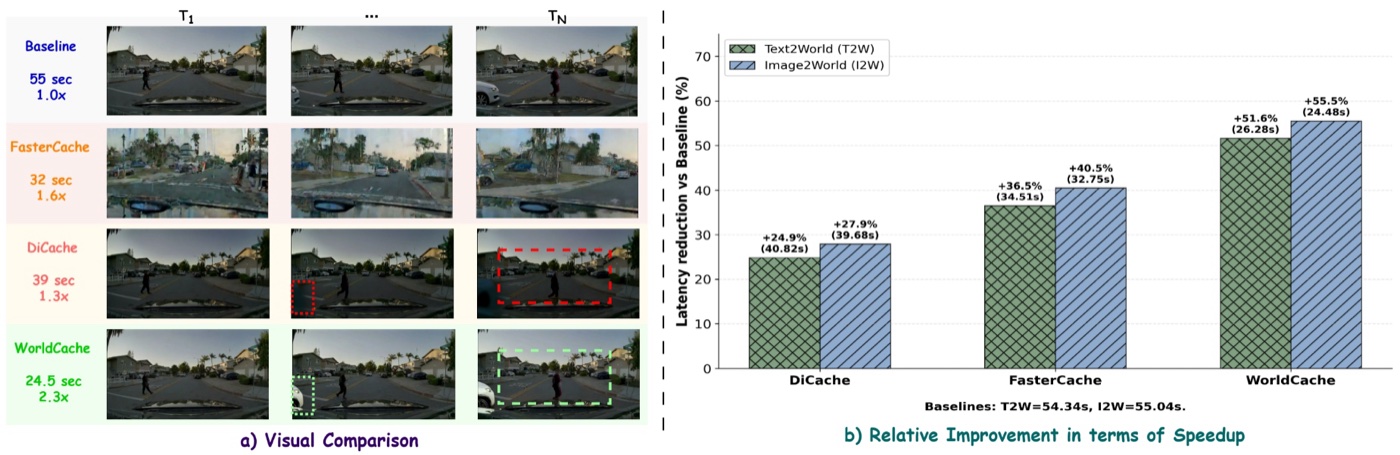 T1 ... TN
Baseline
55 sec
1.0x
FasterCache
32 sec
1.6x
DiCache
39 sec
1.3x
WorldCache
24.5 sec
2.3x
a) Visual Comparison
Latency reduction vs Baseline (%)
70
60
50
40
30
20
10
0
Text2World (T2W)
Image2World (I2W)
+24.9%
(40.82s)
+27.9%
(39.68s)
+36.5%
(34.51s)
+40.5%
(32.75s)
+51.6%
(26.28s)
+55.5%
(24.48s)
DiCache FasterCache WorldCache
Baselines: T2W=54.34s, I2W=55.04s.
b) Relative Improvement in terms of Speedup